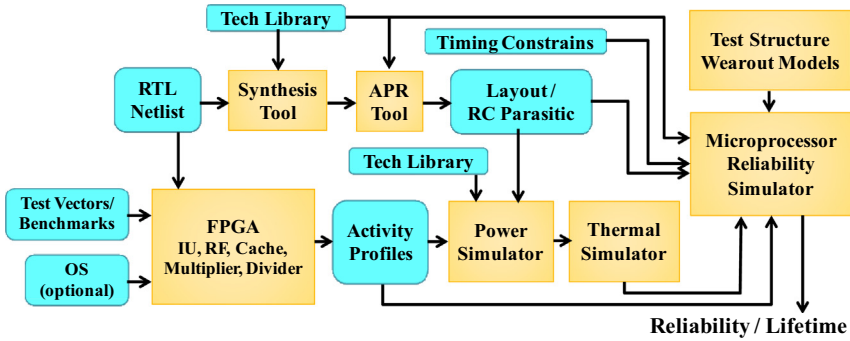 Tech Library
Timing Constrains
Test Structure
Wearout Models
RTL
Netlist
Synthesis
Tool
APR
Tool
Layout /
RC Parasitic
Microprocessor
Reliability
Simulator
Tech Library
Test Vectors/
Benchmarks
FPGA
IU, RF, Cache,
Multiplier, Divider
Activity
Profiles
Power
Simulator
Thermal
Simulator
OS
(optional)
Reliability / Lifetime